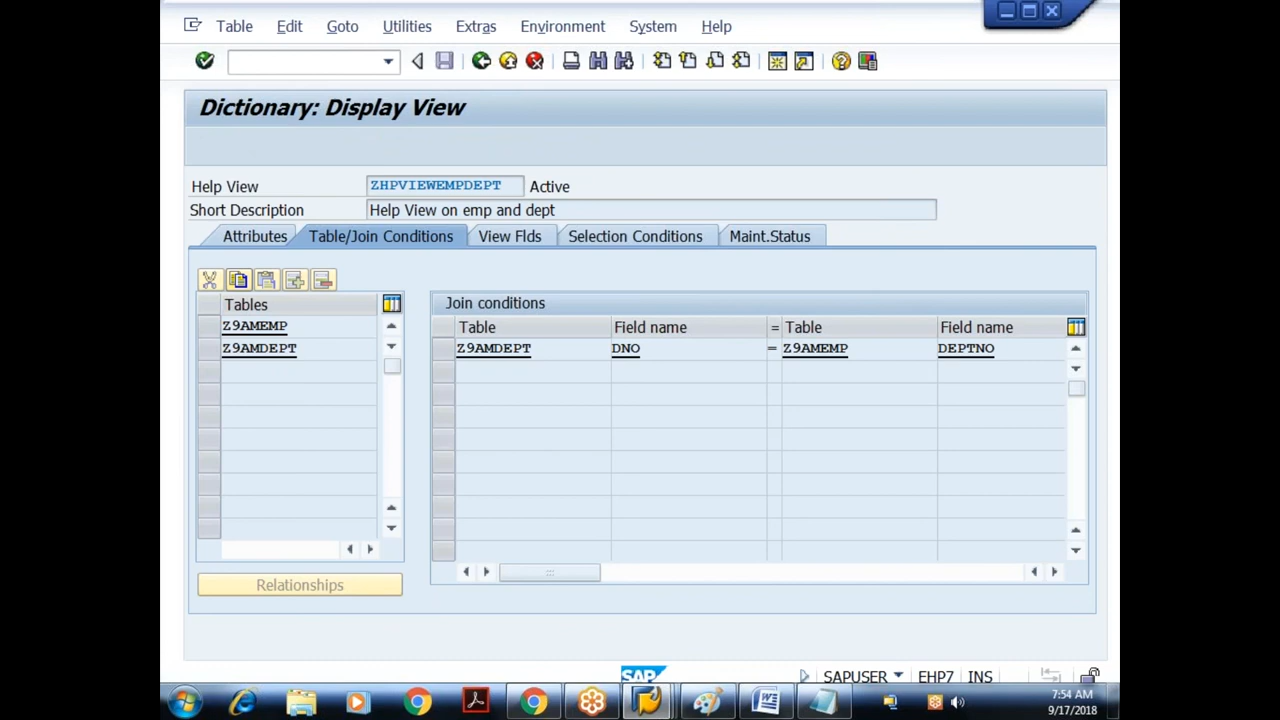 Table Edit Goto Utilities Extras Environment System Help
Dictionary: Display View
Help View ZHPVIEWEMPDEPT Active
Short Description Help View on emp and dept
Attributes Table/Join Conditions View Flds Selection Conditions Maint.Status
Tables
Z9AMEMP
Z9AMDEPT
Relationships
Join conditions
Table Field name = Table Field name
Z9AMDEPT DNO = Z9AMEMP DEPTNO
SAP
SAPUSER EHP7 INS
7:54 AM
9/17/2018